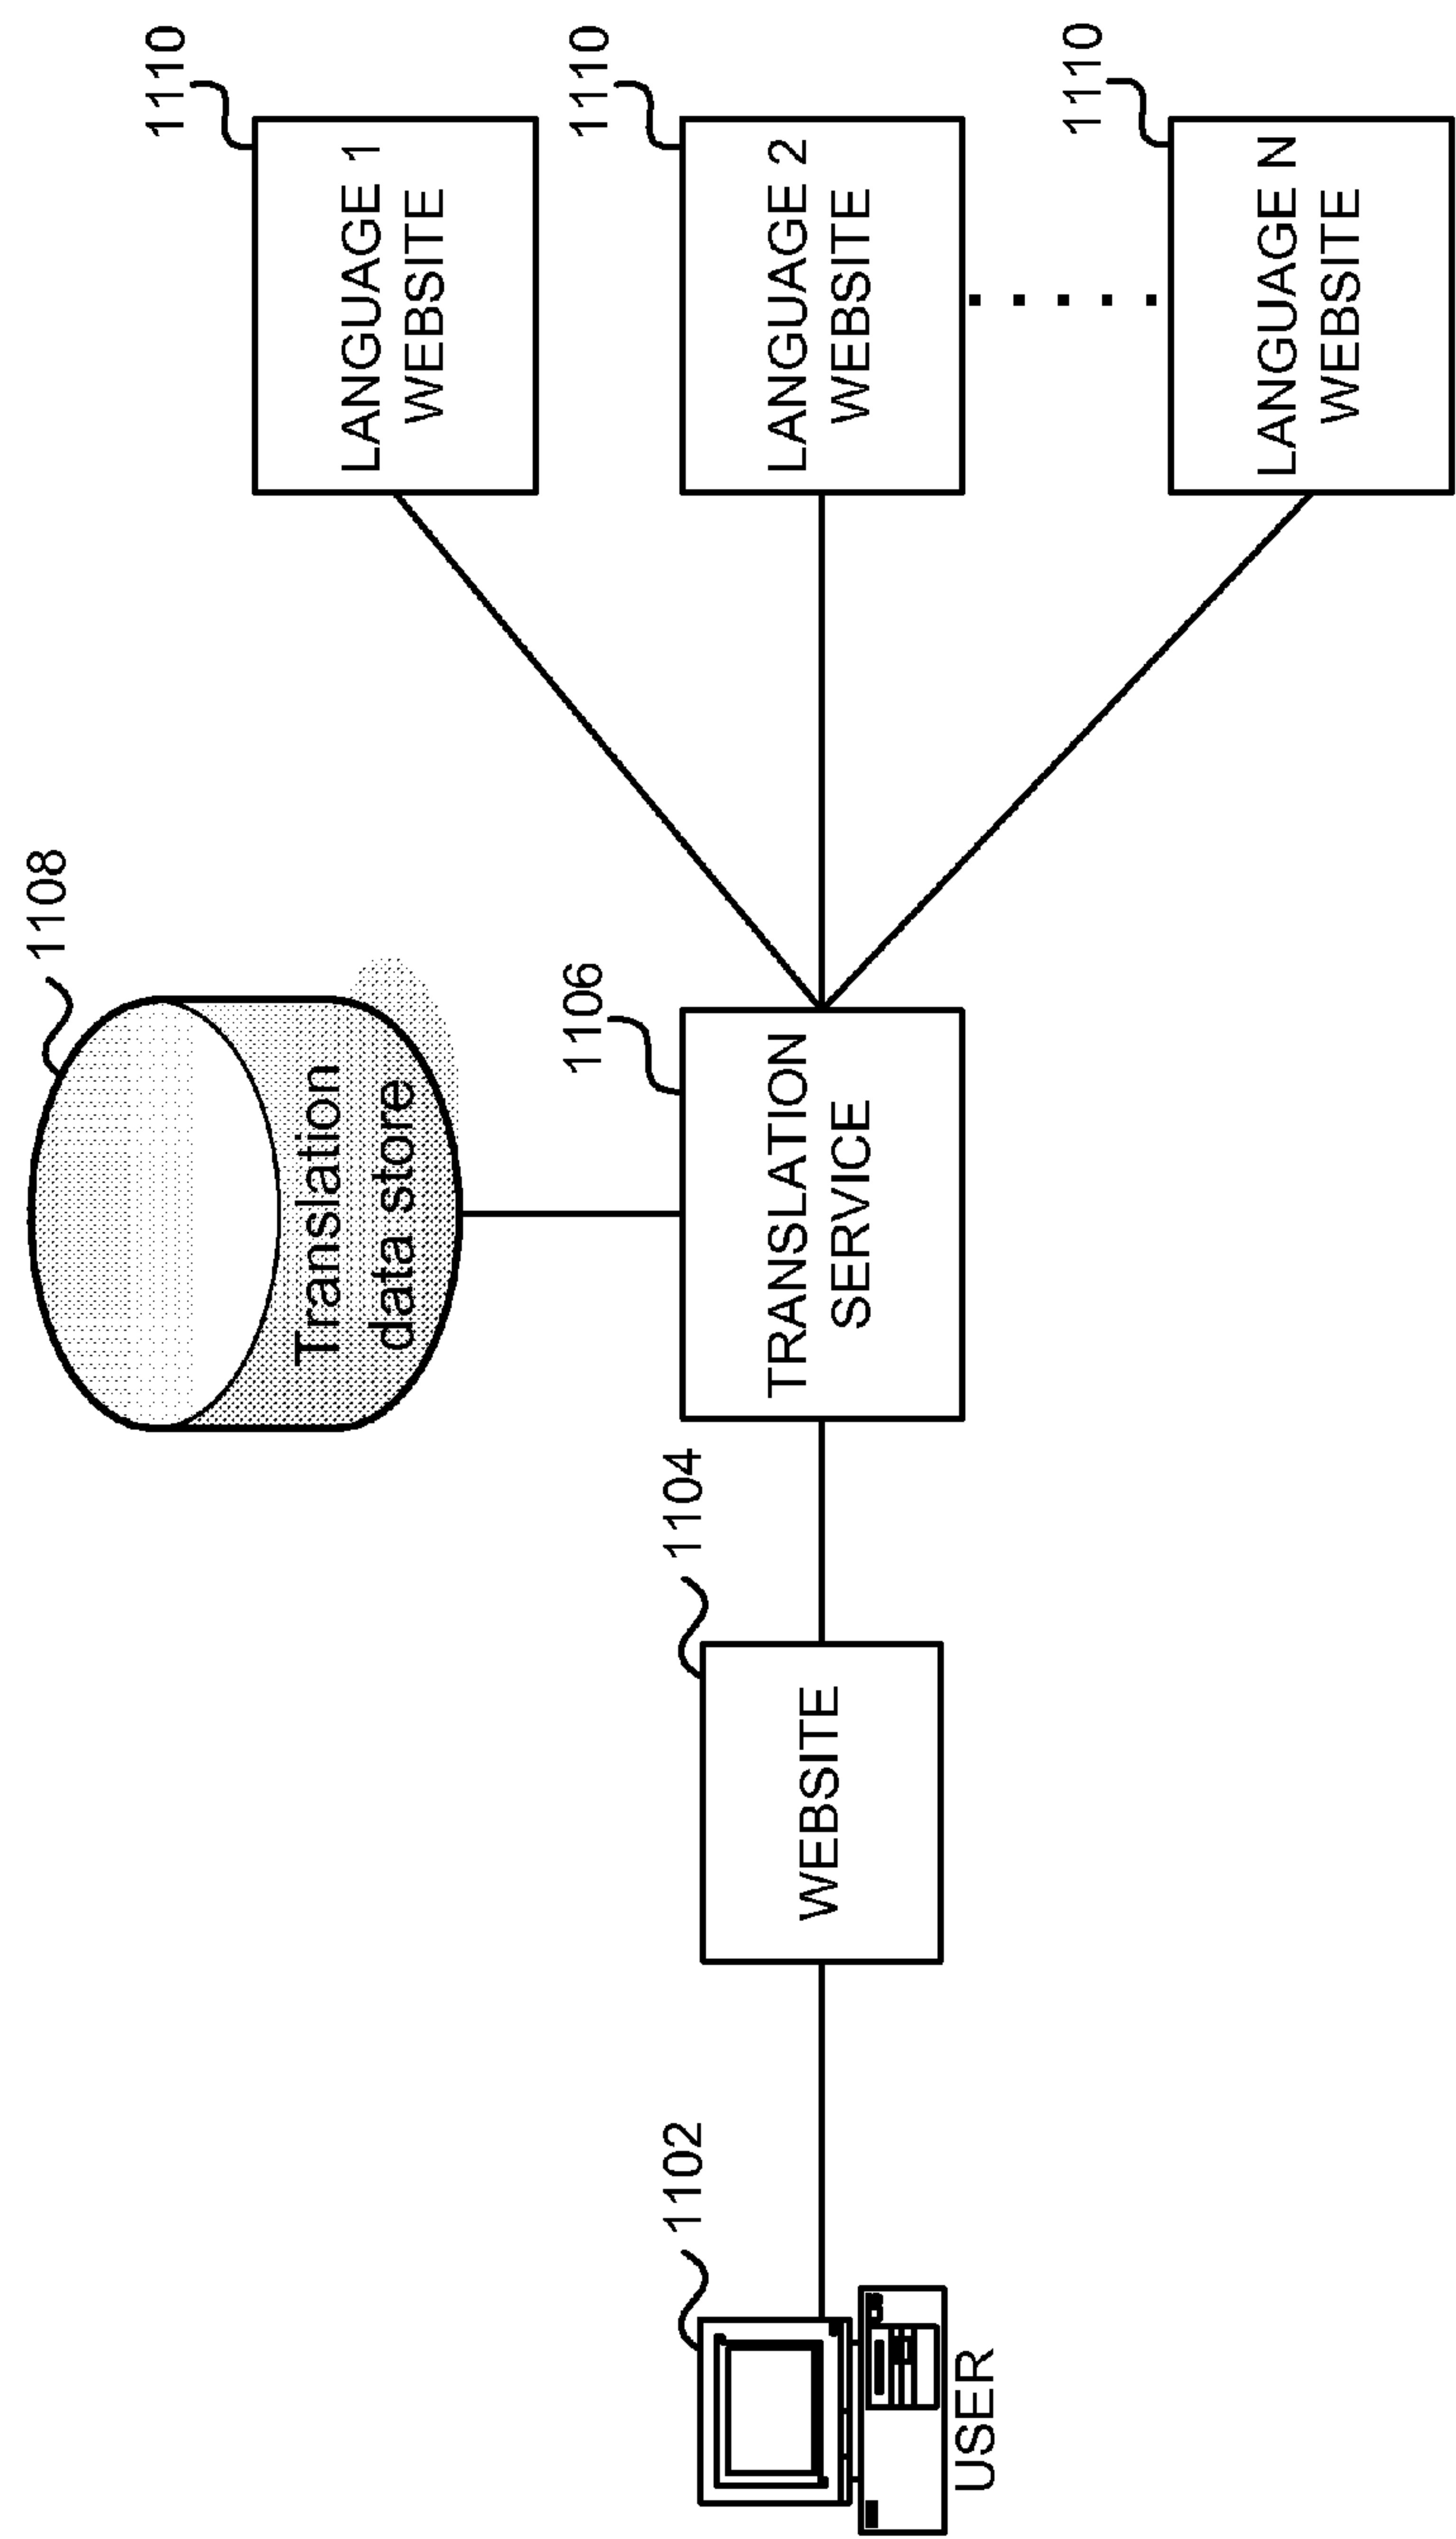 1108
Translation
data store
1110
LANGUAGE 1
WEBSITE
1102
USER
1104
WEBSITE
1106
TRANSLATION
SERVICE
1110
LANGUAGE 2
WEBSITE
1110
LANGUAGE N
WEBSITE